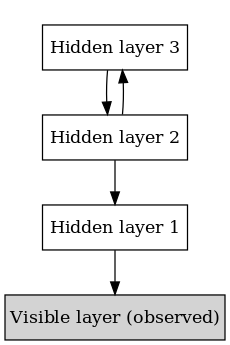 Hidden layer 3
Hidden layer 2
Hidden layer 1
Visible layer (observed)